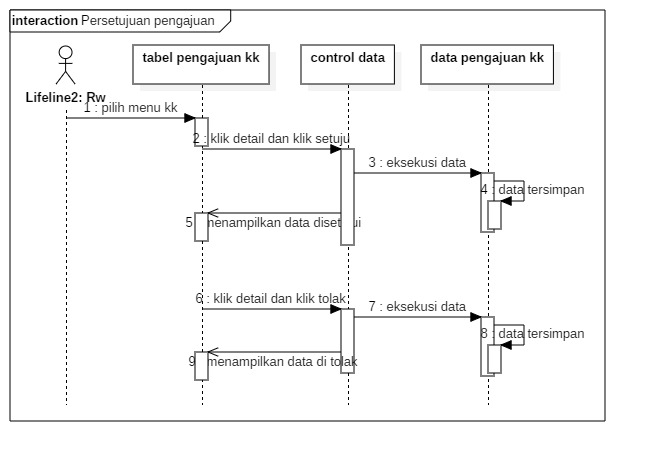 interaction Persetujuan pengajuan
tabel pengajuan kk
control data
data pengajuan kk
Lifeline2: Rw
1 : pilih menu kk
2 : klik detail dan klik setuju
3 : eksekusi data
4 : data tersimpan
5 : menampilkan data disetujui
6 : klik detail dan klik tolak
7 : eksekusi data
8 : data tersimpan
9 : menampilkan data di tolak